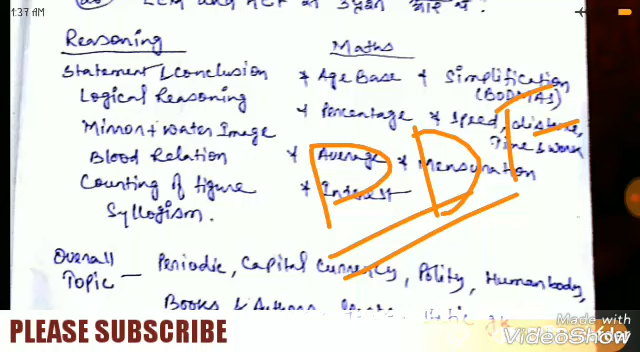 1:37 AM
LCM and HCF का
Reasoning
Maths
Statement & Conclusion * Age Base * Simplification
(BODMAS)
Logical Reasoning * Percentage * Speed, distance,
Time & work
Mirror + water Image
Blood Relation * Average * Mensuration
Counting of figure * Interest
Syllogism.
PDF
Overall
Topic – Periodic, Capital Currency, Polity, Human body,
Books & Authors
PLEASE SUBSCRIBE
Made with
VideoShow